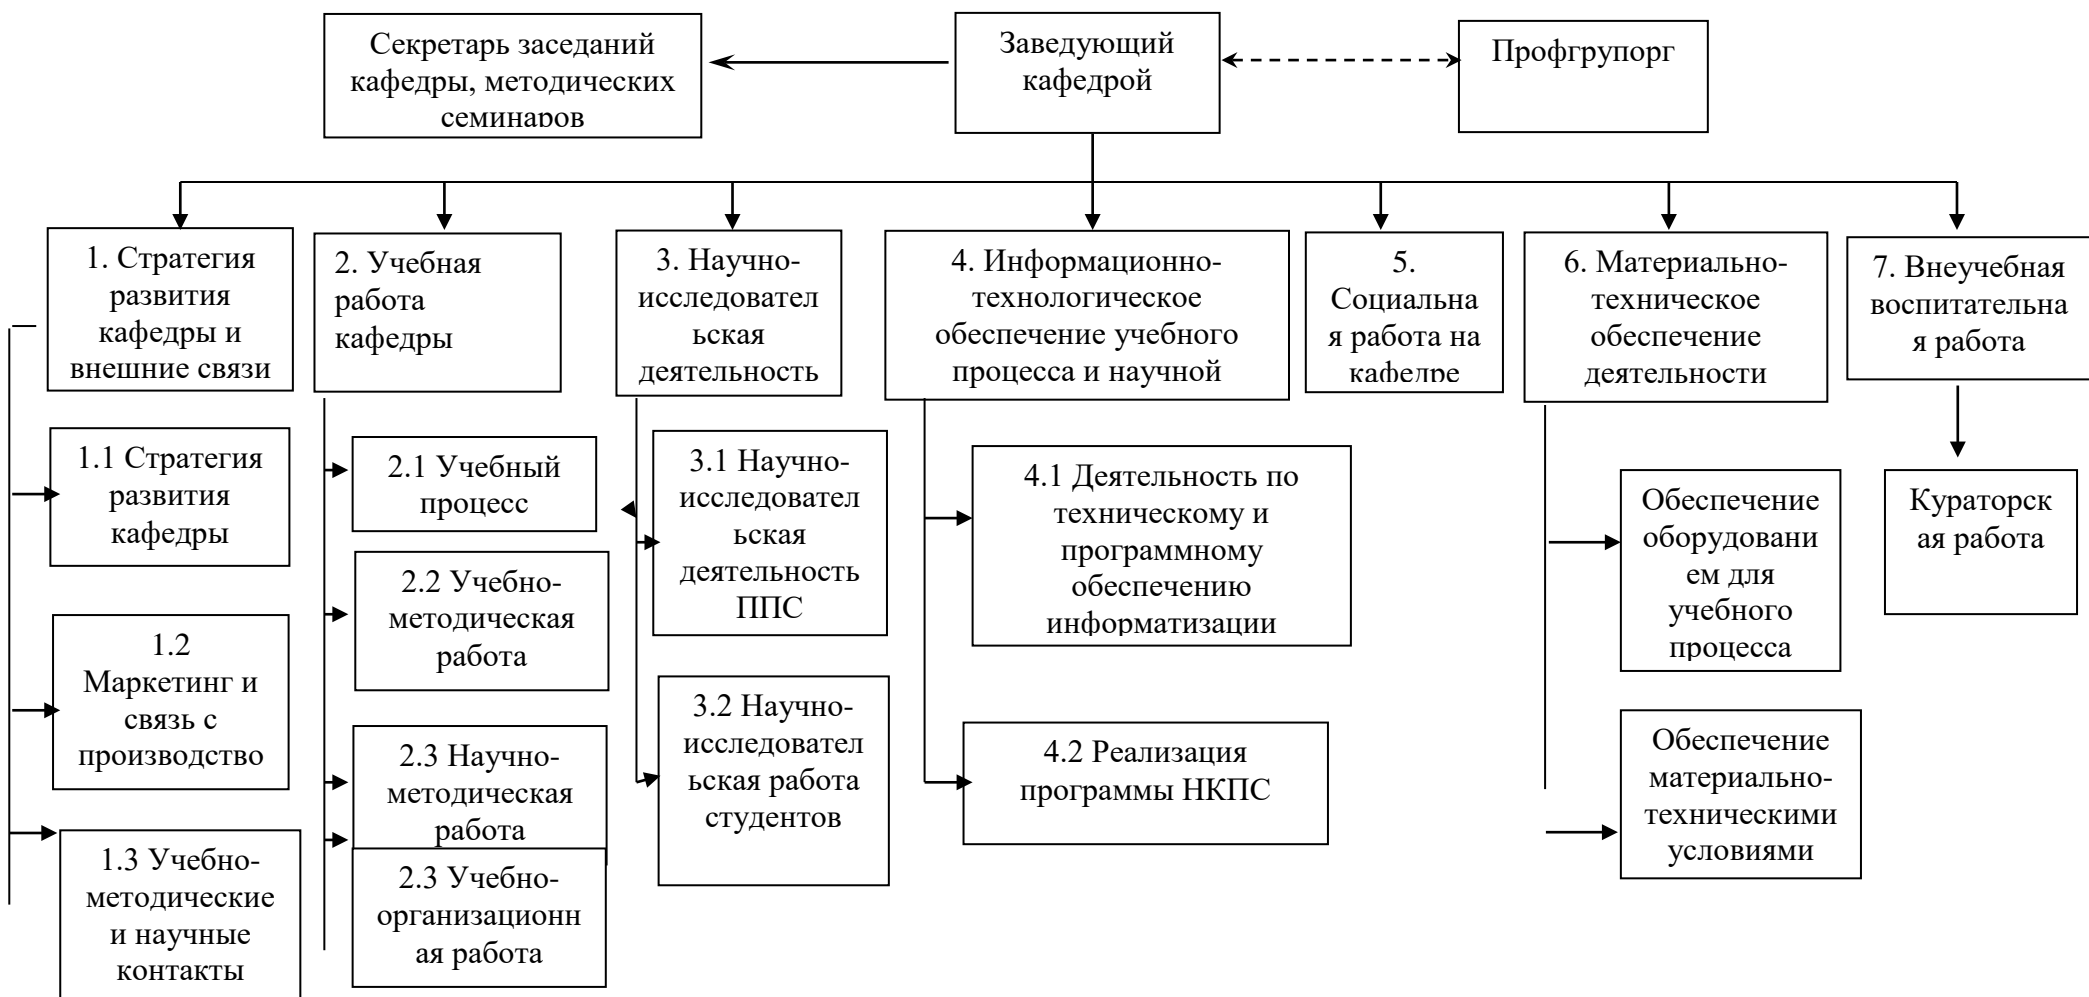 Секретарь заседаний
кафедры, методических
семинаров
Заведующий
кафедрой
Профгрупорг
1. Стратегия
развития
кафедры и
внешние связи
2. Учебная
работа
кафедры
3. Научно-
исследовател
ьская
деятельность
4. Информационно-
технологическое
обеспечение учебного
процесса и научной
5.
Социальна
я работа на
кафедре
6. Материально-
техническое
обеспечение
деятельности
7. Внеучебная
воспитательна
я работа
1.1 Стратегия
развития
кафедры
1.2
Маркетинг и
связь с
производство
1.3 Учебно-
методические
и научные
контакты
2.1 Учебный
процесс
2.2 Учебно-
методическая
работа
2.3 Научно-
методическая
работа
2.3 Учебно-
организационн
ая работа
3.1 Научно-
исследовател
ьская
деятельность
ППС
3.2 Научно-
исследовател
ьская работа
студентов
4.1 Деятельность по
техническому и
программному
обеспечению
информатизации
4.2 Реализация
программы НКПС
Обеспечение
оборудовани
ем для
учебного
процесса
Обеспечение
материально-
техническими
условиями
Кураторск
ая работа